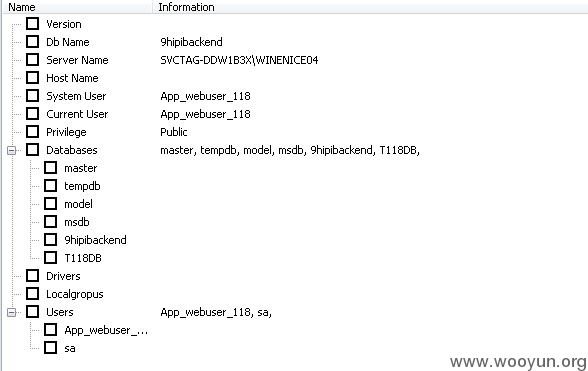 Name Information
Version
Db Name 9hipibackend
Server Name SVCTAG-DDW1B3X\WINENICE04
Host Name
System User App_webuser_118
Current User App_webuser_118
Privilege Public
Databases master, tempdb, model, msdb, 9hipibackend, T118DB,
master
tempdb
model
msdb
9hipibackend
T118DB
Drivers
Localgropus
Users App_webuser_118, sa,
App_webuser_...
sa
www.wooyun.org